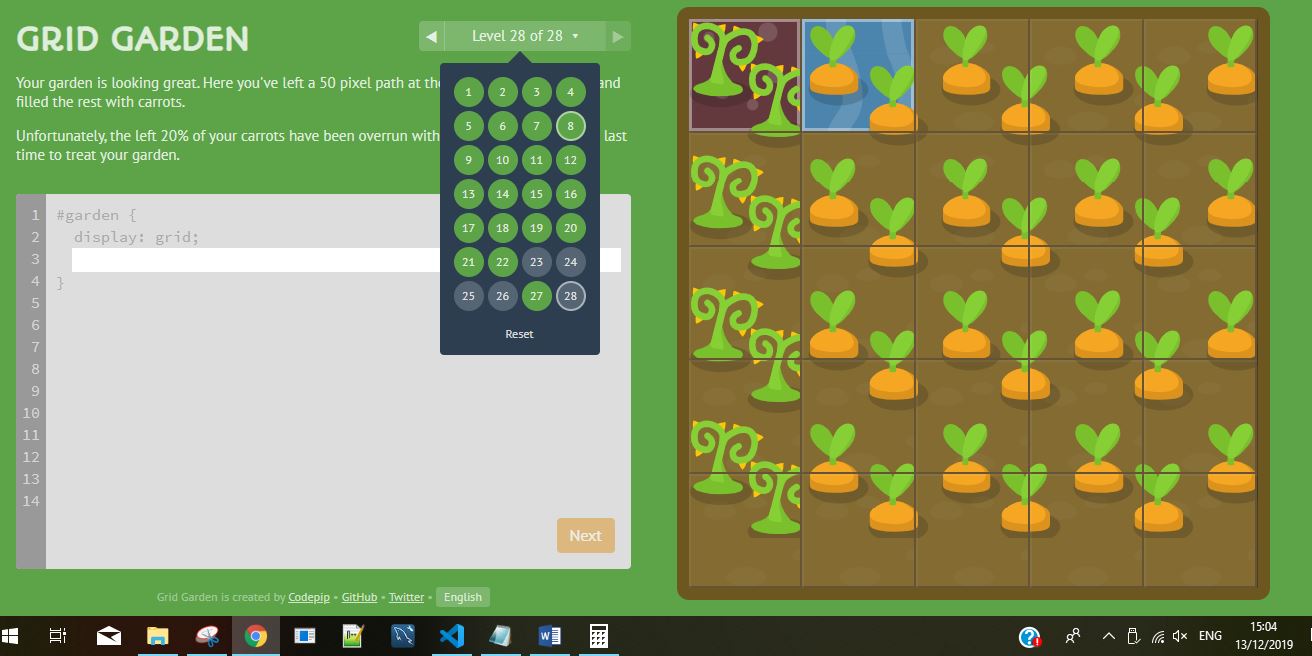 GRID GARDEN
◀ Level 28 of 28 ▾ ▶
Your garden is looking great. Here you've left a 50 pixel path at the and
filled the rest with carrots.
Unfortunately, the left 20% of your carrots have been overrun with last
time to treat your garden.
1 2 3 4
5 6 7 8
9 10 11 12
13 14 15 16
17 18 19 20
21 22 23 24
25 26 27 28
Reset
1 #garden {
2 display: grid;
3
4 }
5
6
7
8
9
10
11
12
13
14
Next
Grid Garden is created by Codepip • GitHub • Twitter • English
ENG
15:04
13/12/2019